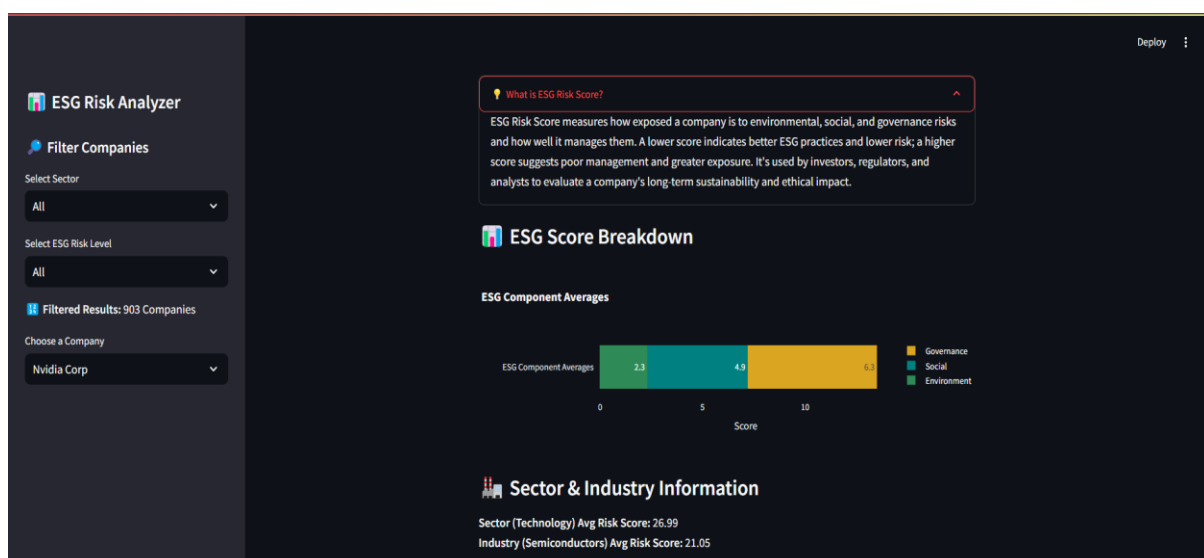 Deploy
ESG Risk Analyzer
Filter Companies
Select Sector
All
Select ESG Risk Level
All
Filtered Results: 903 Companies
Choose a Company
Nvidia Corp
What is ESG Risk Score?
ESG Risk Score measures how exposed a company is to environmental, social, and governance risks
and how well it manages them. A lower score indicates better ESG practices and lower risk; a higher
score suggests poor management and greater exposure. It's used by investors, regulators, and
analysts to evaluate a company's long-term sustainability and ethical impact.
ESG Score Breakdown
ESG Component Averages
ESG Component Averages
2.3
4.9
6.3
Governance
Social
Environment
0
5
10
Score
Sector & Industry Information
Sector (Technology) Avg Risk Score: 26.99
Industry (Semiconductors) Avg Risk Score: 21.05